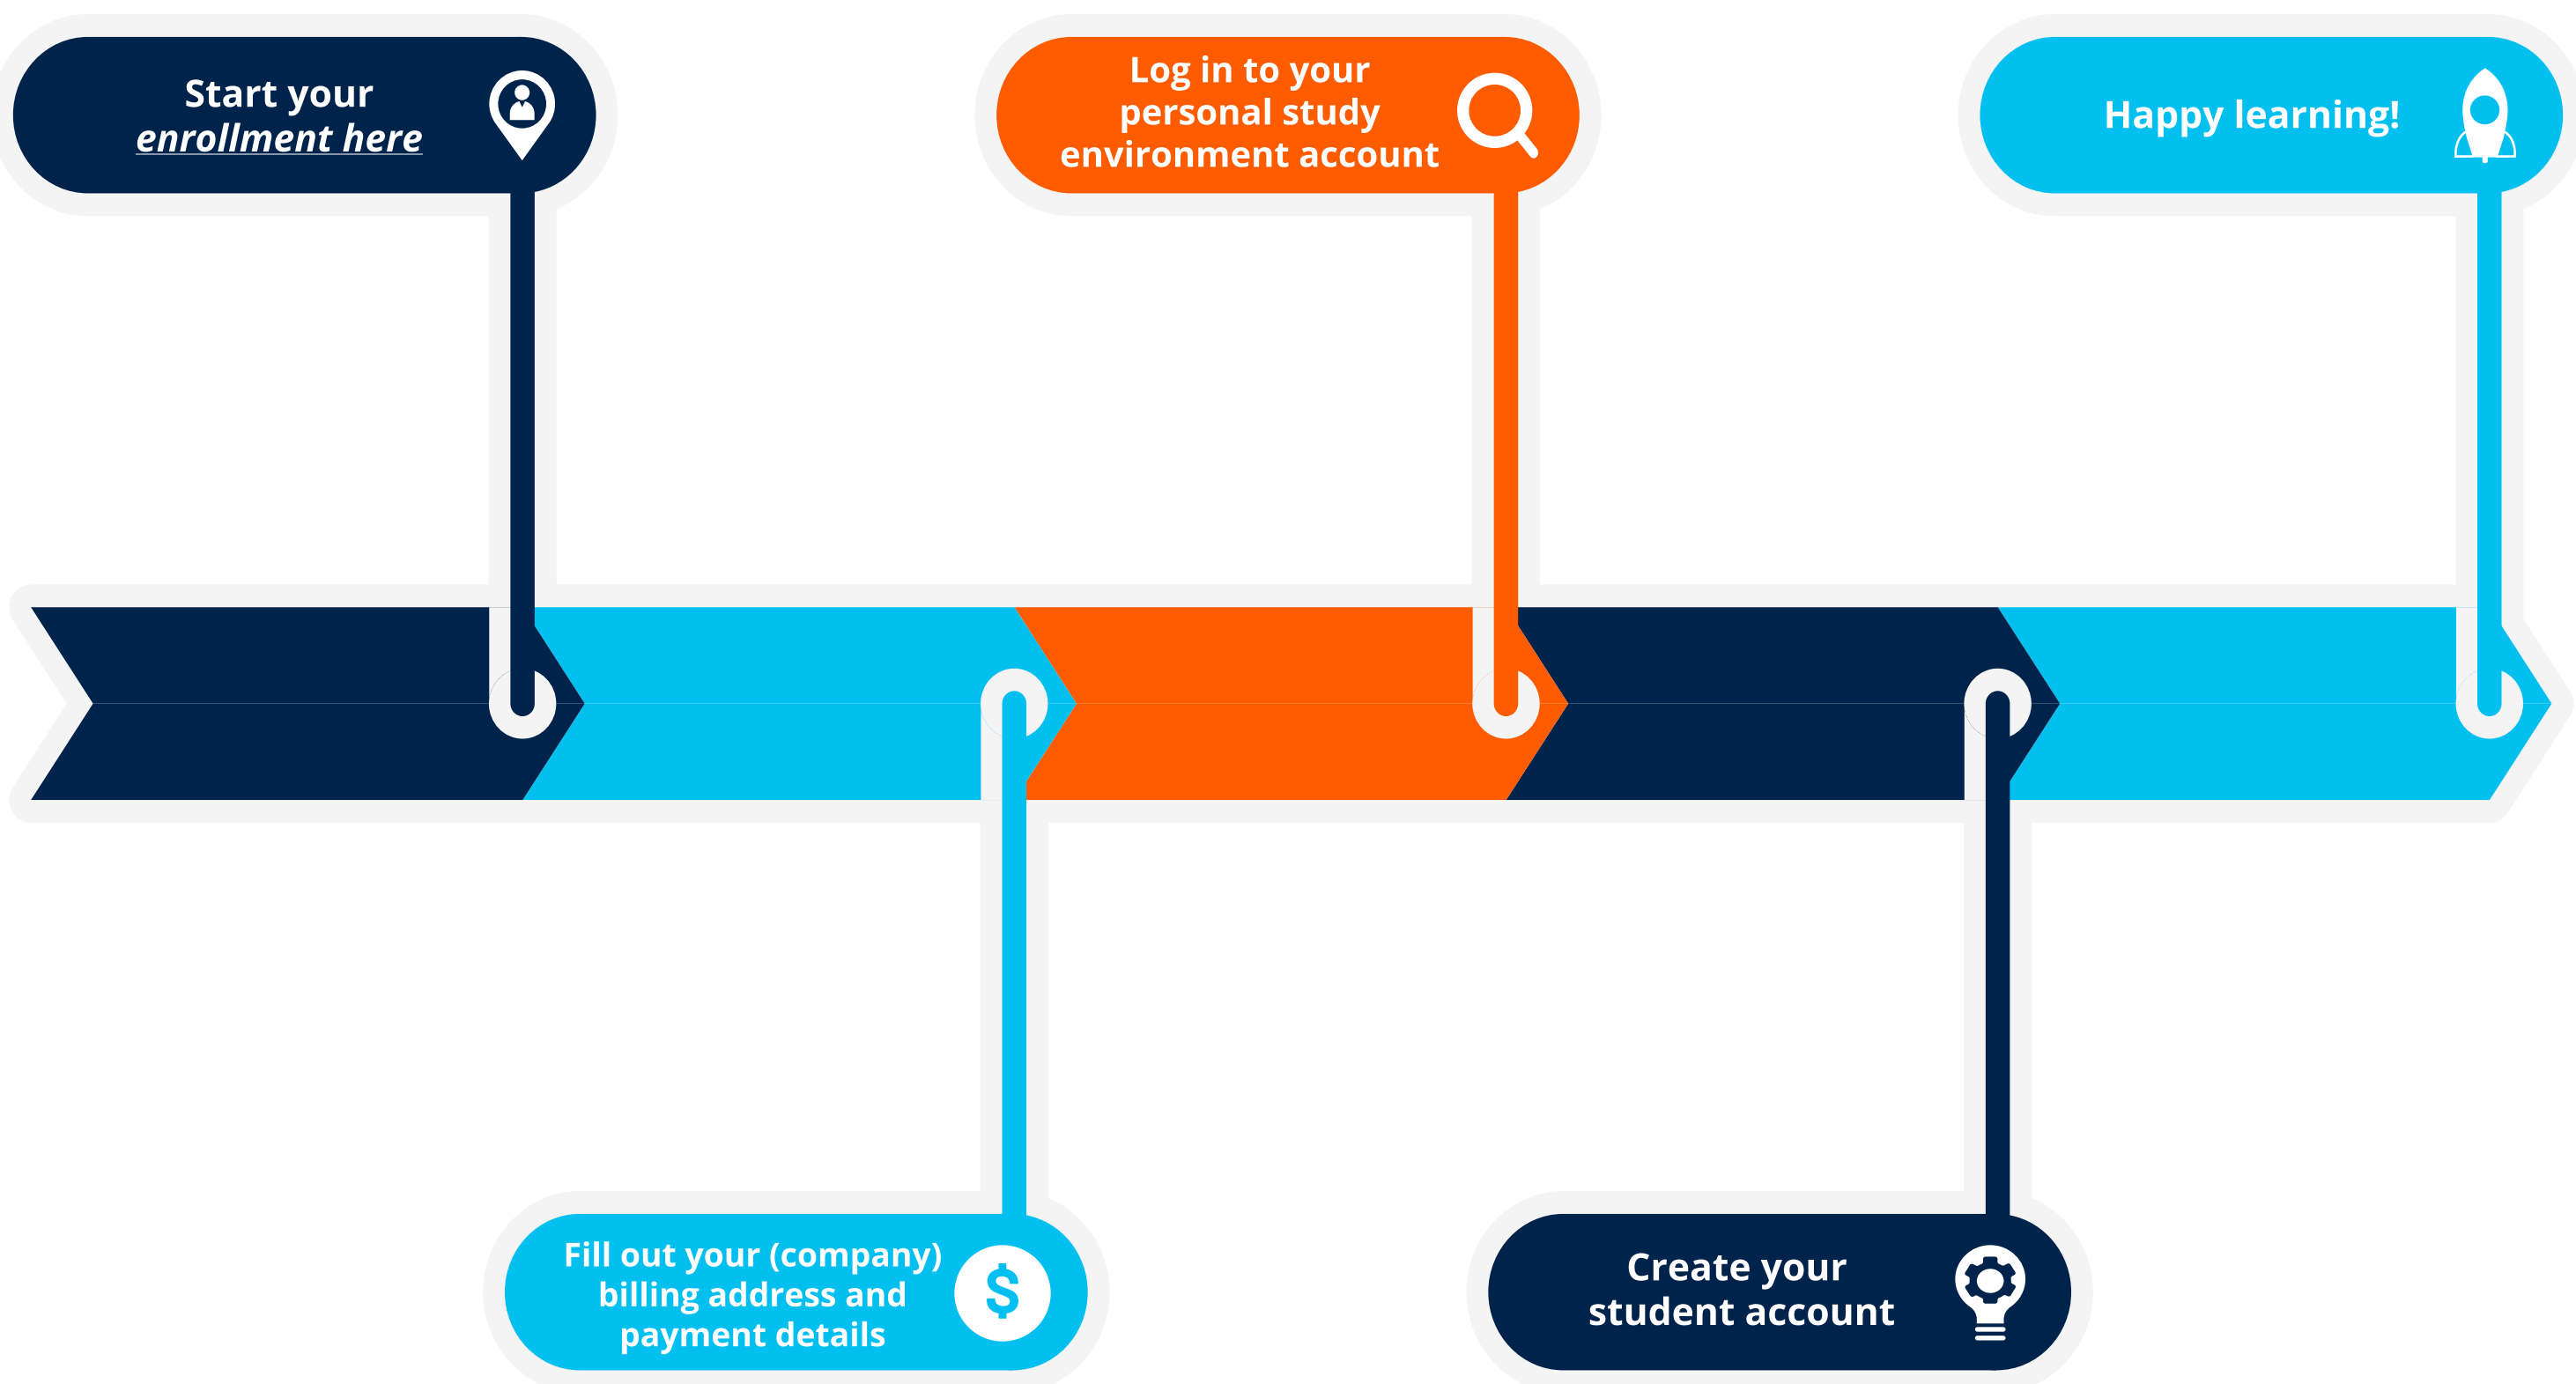 Start your
enrollment here
Log in to your
personal study
environment account
Happy learning!
Fill out your (company)
billing address and
payment details
$
Create your
student account